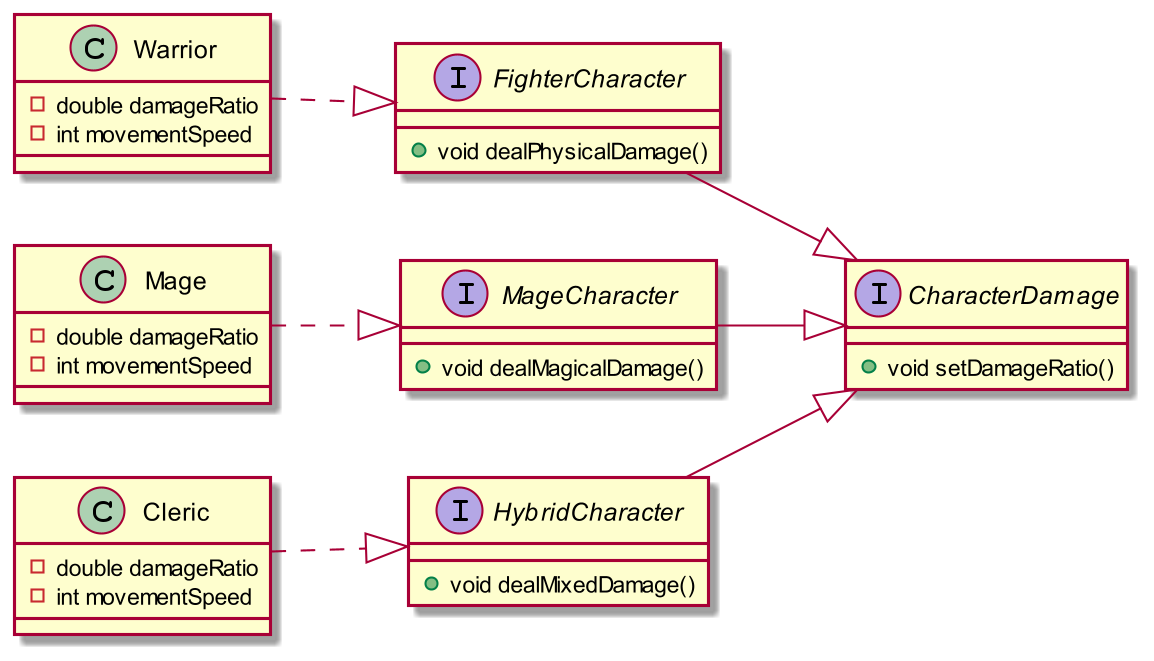 C Warrior
double damageRatio
int movementSpeed
I FighterCharacter
void dealPhysicalDamage()
C Mage
double damageRatio
int movementSpeed
I MageCharacter
void dealMagicalDamage()
I CharacterDamage
void setDamageRatio()
C Cleric
double damageRatio
int movementSpeed
I HybridCharacter
void dealMixedDamage()